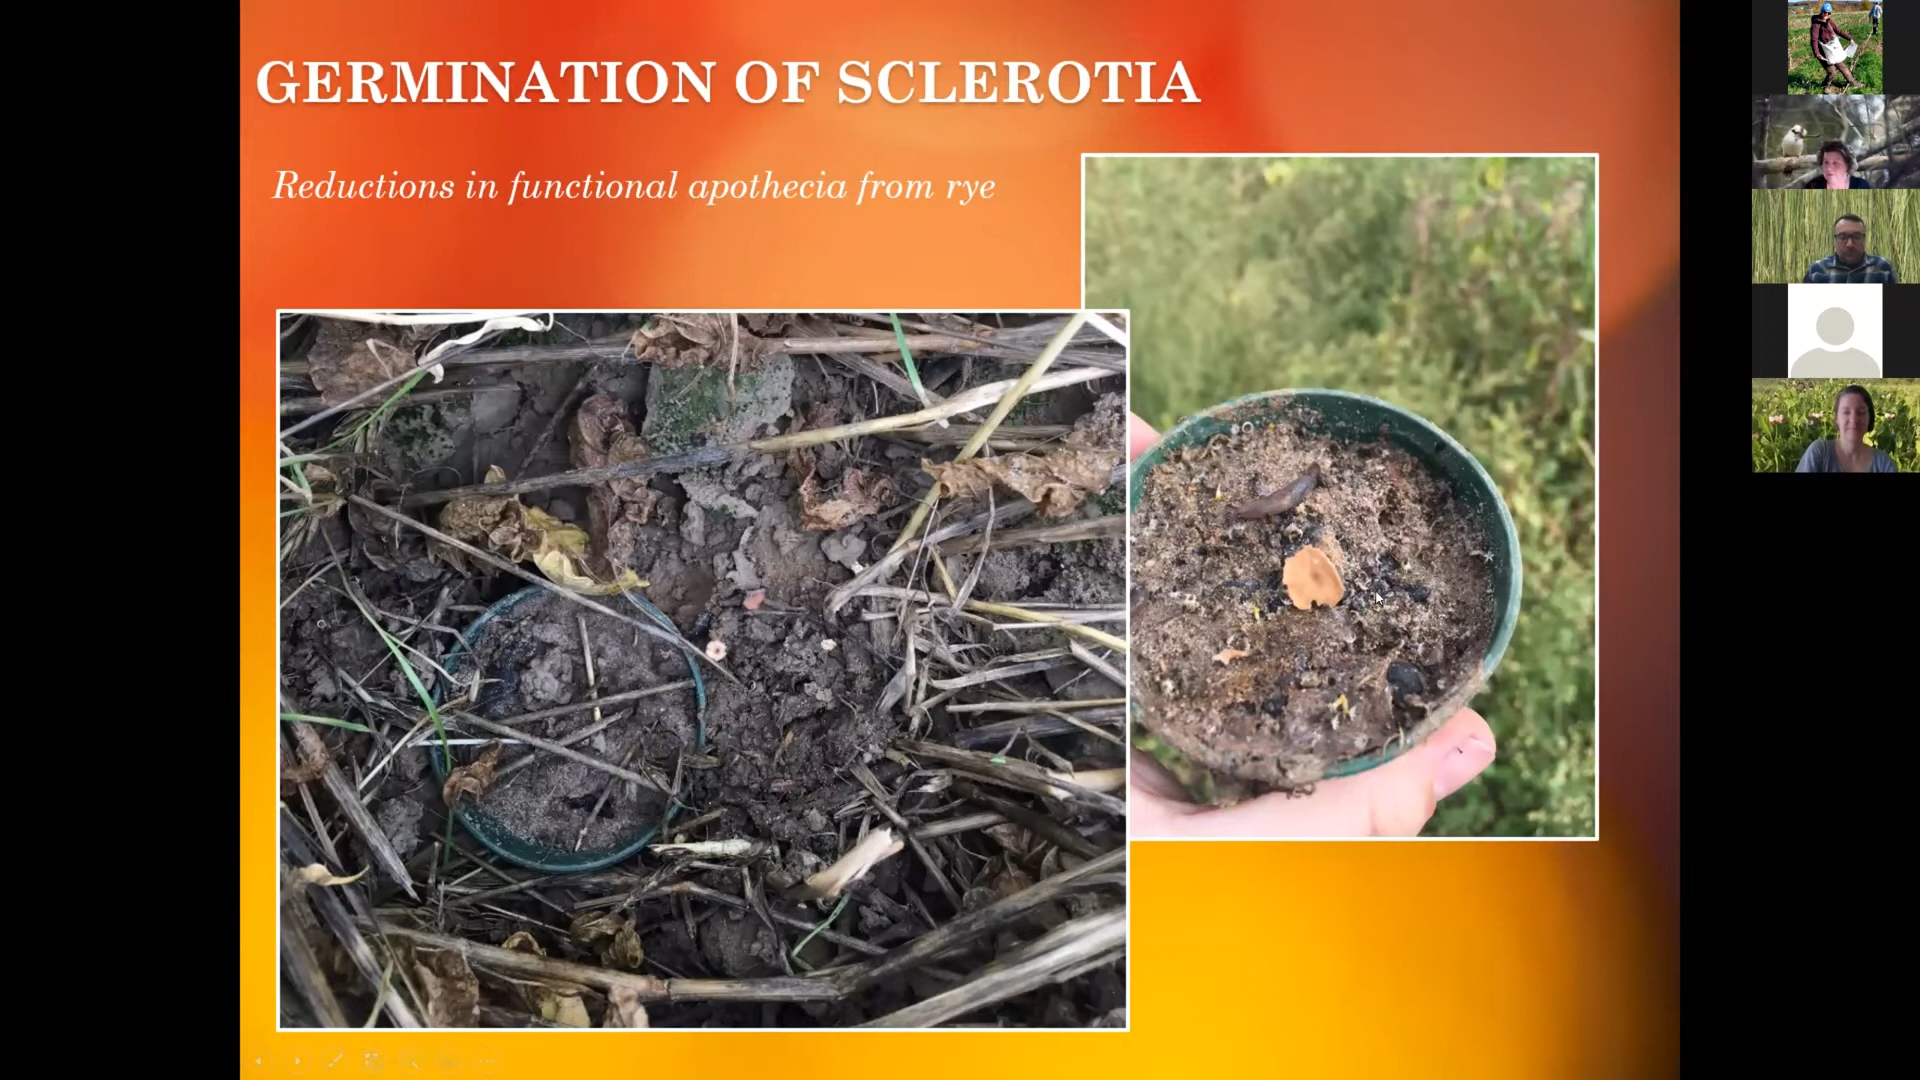 GERMINATION OF SCLEROTIA
Reductions in functional apothecia from rye